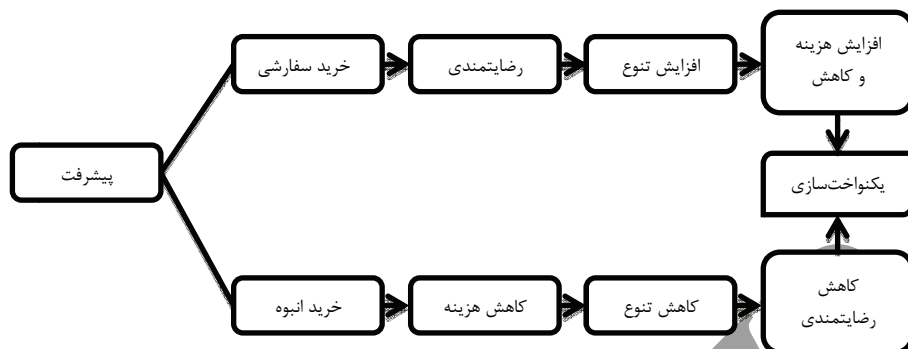 پیشرفت
خرید سفارشی
رضایتمندی
افزایش تنوع
افزایش هزینه
و کاهش
یکنواخت‌سازی
خرید انبوه
کاهش هزینه
کاهش تنوع
کاهش
رضایتمندی